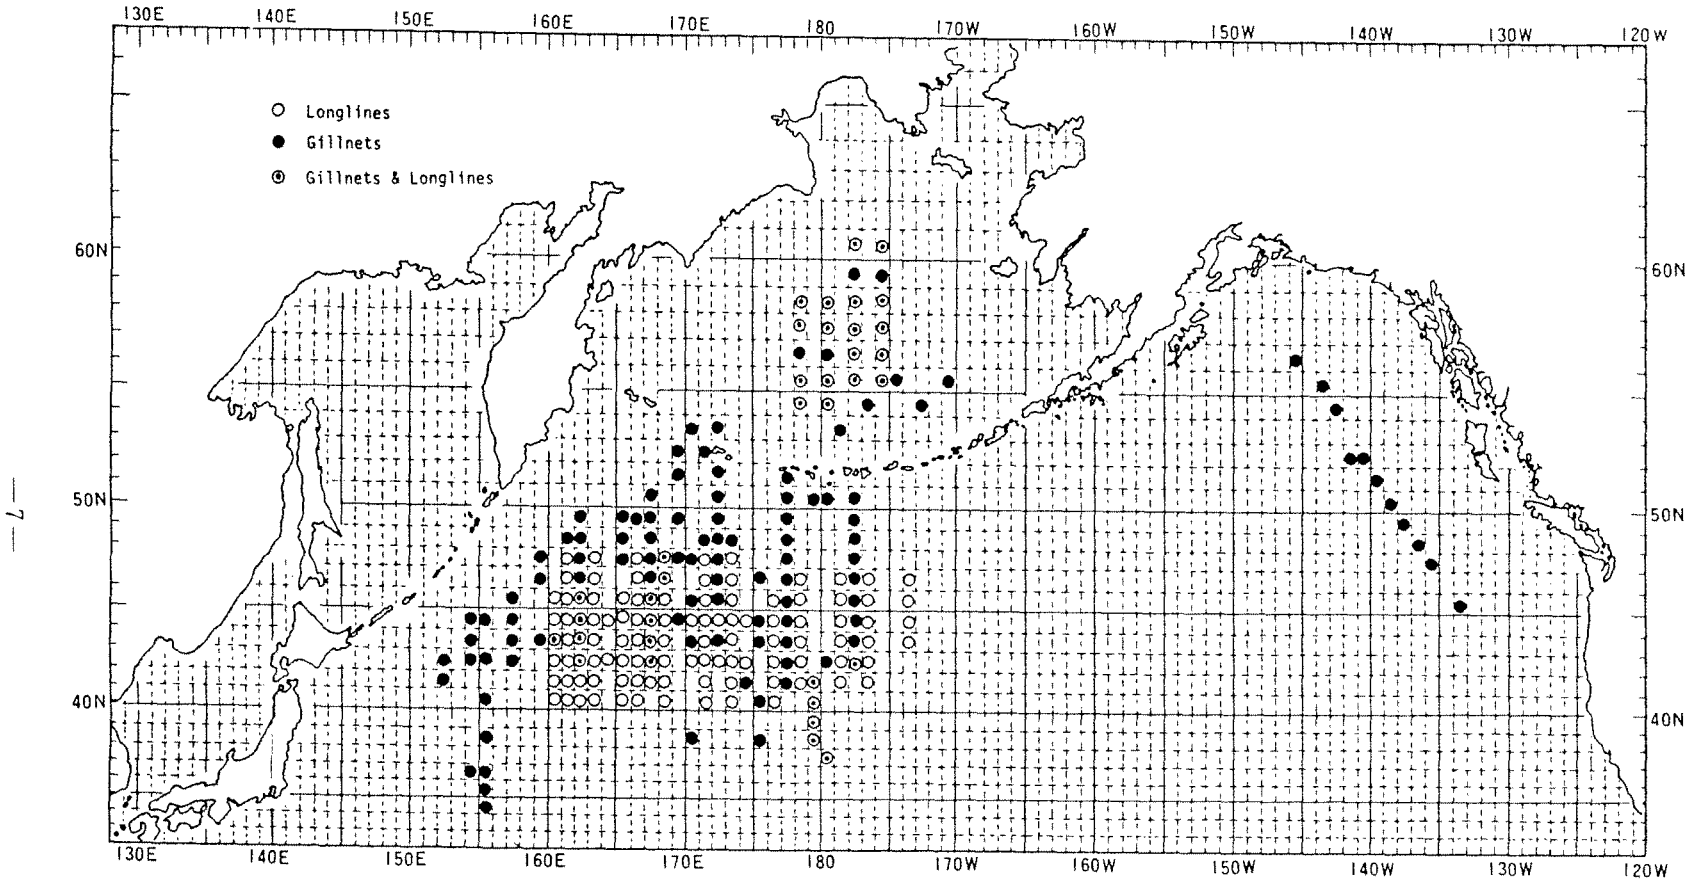 130E 140E 150E 160E 170E 180 170W 160W 150W 140W 130W 120W
Longlines
Gillnets
Gillnets & Longlines
60N 60N
50N 50N
— 7 —
40N 40N
130E 140E 150E 160E 170E 180 170W 160W 150W 140W 130W 120W